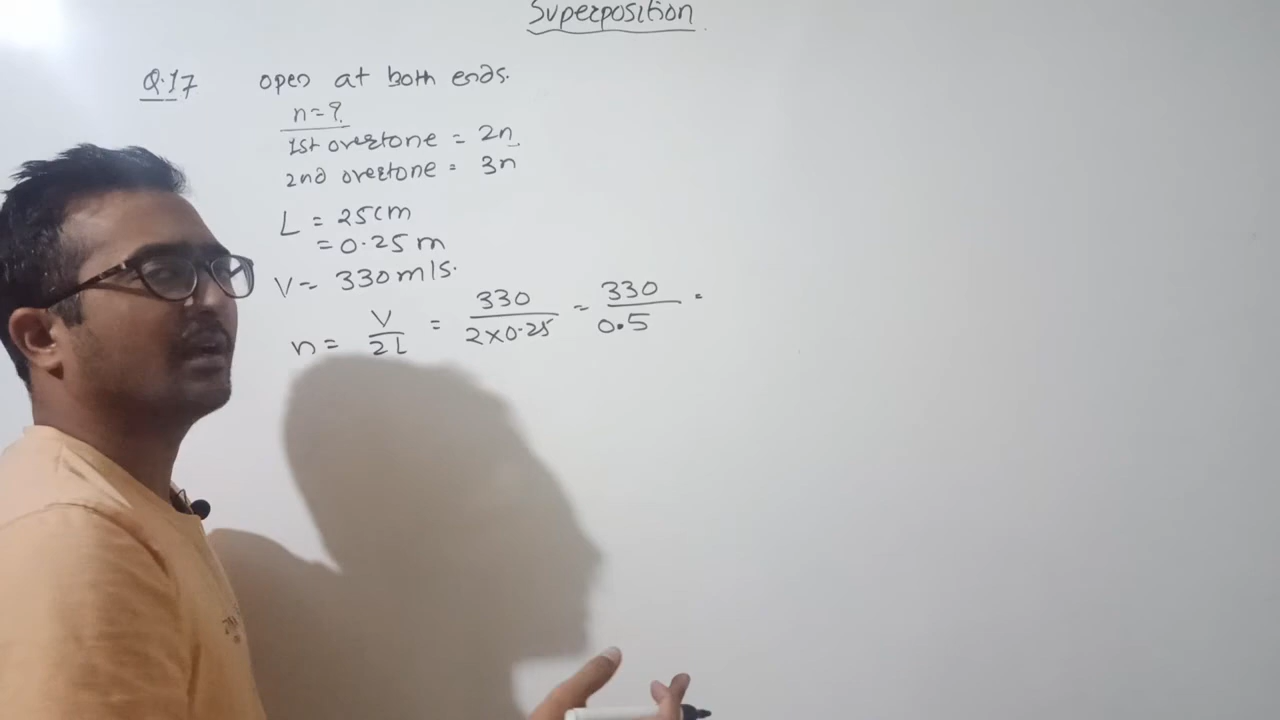 Superposition
Q.17 open at both ends.
n=?
1st overtone = 2n
2nd overtone = 3n
L = 25cm
= 0.25 m
V = 330 m/s.
n = V/2L = 330/2×0.25 = 330/0.5 =